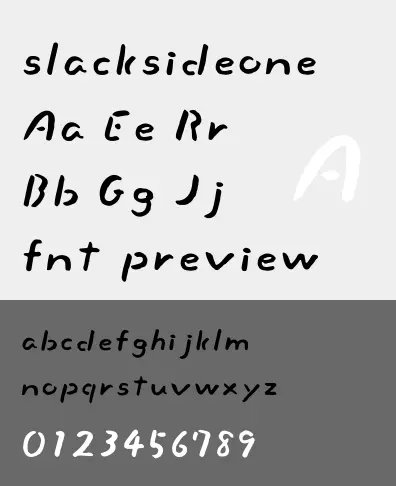 slacksideone
Aa Ee Rr
A
Bb Gg Jj
fnt preview
abcdefghijklm
nopqrstuvwxyz
0123456789